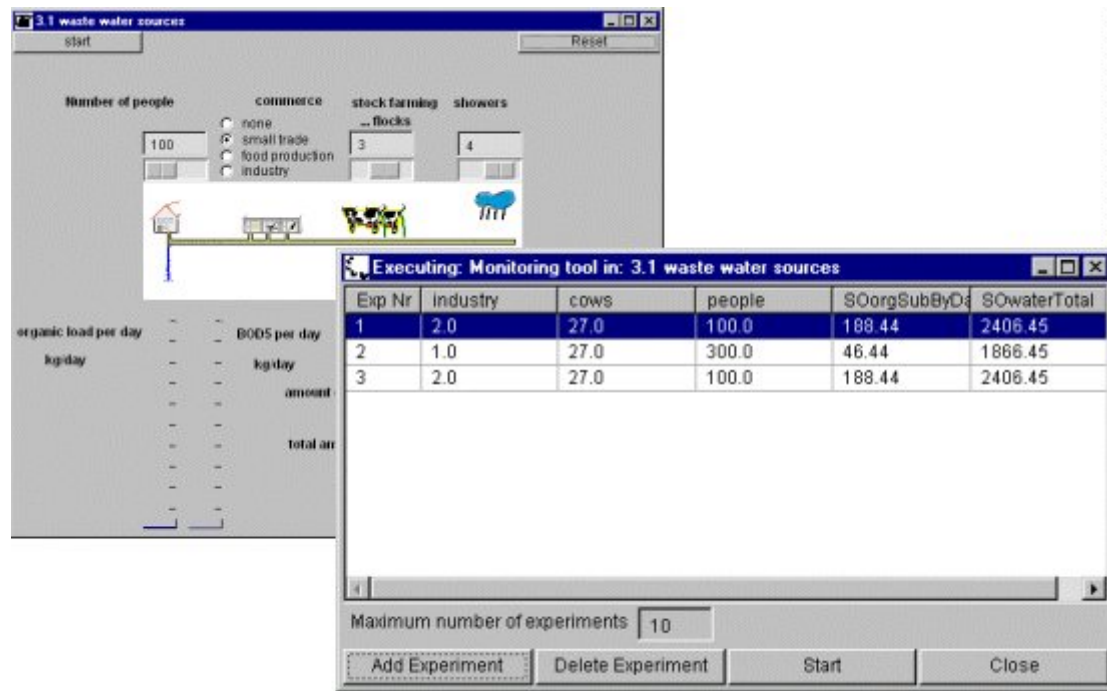 3.1 waste water sources
start
Reset
Number of people
commerce
stock farming
showers
... flocks
none
small trade
food production
industry
100
3
4
organic load per day
BOD5 per day
kg/day
kg/day
amount
total am
Executing: Monitoring tool in: 3.1 waste water sources
Exp Nr industry cows people SOorgSubByDa SOwaterTotal
1 2.0 27.0 100.0 188.44 2406.45
2 1.0 27.0 300.0 46.44 1866.45
3 2.0 27.0 100.0 188.44 2406.45
Maximum number of experiments 10
Add Experiment Delete Experiment Start Close